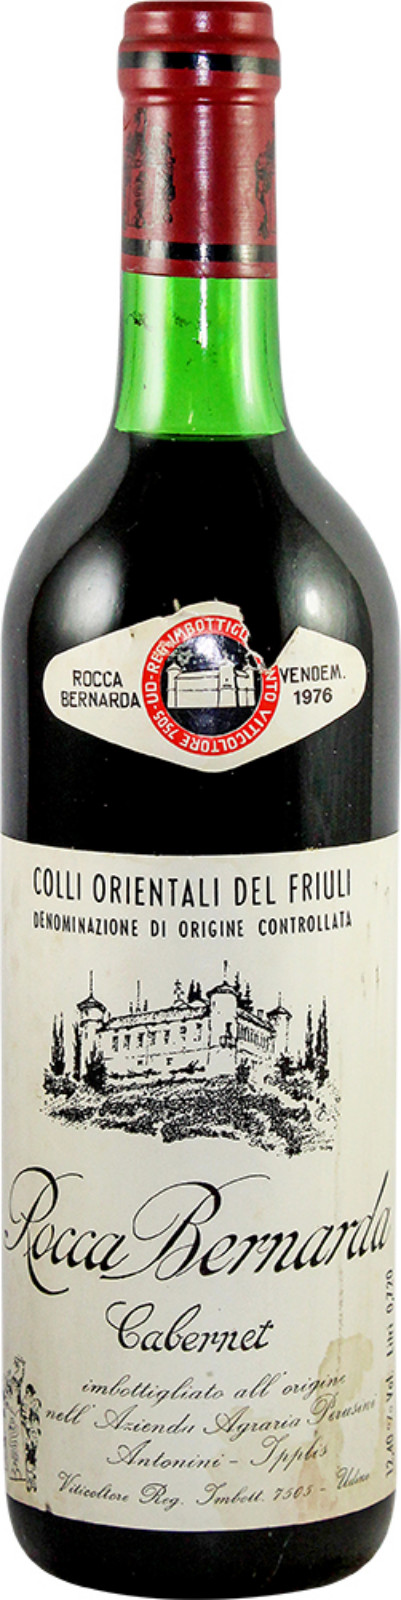 ROCCA
BERNARDA
UD-REG. IMBOTTIGL NTO VITICOLTORE 7505-
VENDEM.
1976
COLLI ORIENTALI DEL FRIULI
DENOMINAZIONE DI ORIGINE CONTROLLATA
Rocca Bernarda
Cabernet
imbottigliato all'origine
nell'Azienda Agraria Perusini
Antonini - Ipplis
Viticoltore Reg. Imbott. 7505 - Udine
12,40 % Vol. Litri 0,720